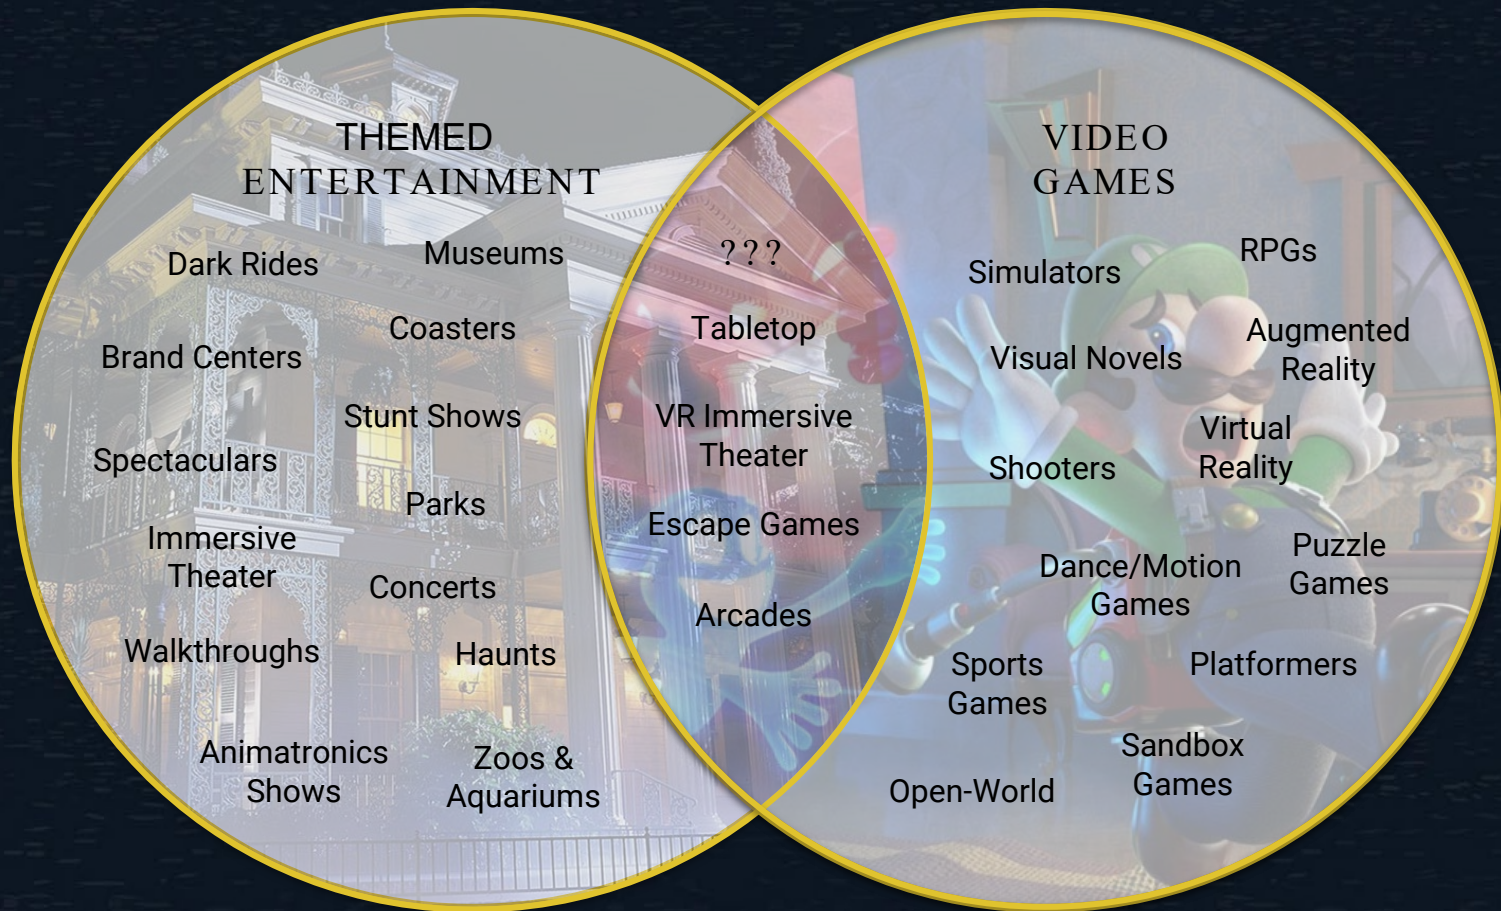 THEMED
ENTERTAINMENT
Dark Rides
Museums
Coasters
Brand Centers
Stunt Shows
Spectaculars
Parks
Immersive
Theater
Concerts
Walkthroughs
Haunts
Animatronics
Shows
Zoos &
Aquariums
???
Tabletop
VR Immersive
Theater
Escape Games
Arcades
VIDEO
GAMES
RPGs
Simulators
Augmented
Reality
Visual Novels
Virtual
Reality
Shooters
Puzzle
Games
Dance/Motion
Games
Sports
Games
Platformers
Sandbox
Games
Open-World